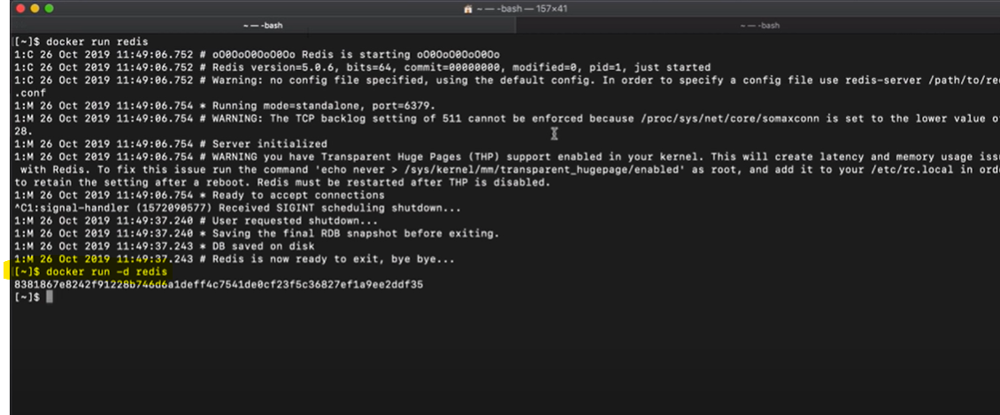 ~ — -bash — 157×41
~ — -bash
~ — -bash
[~]$ docker run redis
1:C 26 Oct 2019 11:49:06.752 # oO0OoO0OoO0Oo Redis is starting oO0OoO0OoO0Oo
1:C 26 Oct 2019 11:49:06.752 # Redis version=5.0.6, bits=64, commit=00000000, modified=0, pid=1, just started
1:C 26 Oct 2019 11:49:06.752 # Warning: no config file specified, using the default config. In order to specify a config file use redis-server /path/to/
.conf
1:M 26 Oct 2019 11:49:06.754 * Running mode=standalone, port=6379.
1:M 26 Oct 2019 11:49:06.754 # WARNING: The TCP backlog setting of 511 cannot be enforced because /proc/sys/net/core/somaxconn is set to the lower value
28.
1:M 26 Oct 2019 11:49:06.754 # Server initialized
1:M 26 Oct 2019 11:49:06.754 # WARNING you have Transparent Huge Pages (THP) support enabled in your kernel. This will create latency and memory usage
with Redis. To fix this issue run the command 'echo never > /sys/kernel/mm/transparent_hugepage/enabled' as root, and add it to your /etc/rc.local in
to retain the setting after a reboot. Redis must be restarted after THP is disabled.
1:M 26 Oct 2019 11:49:06.754 * Ready to accept connections
^C1:signal-handler (1572090577) Received SIGINT scheduling shutdown...
1:M 26 Oct 2019 11:49:37.240 # User requested shutdown...
1:M 26 Oct 2019 11:49:37.240 * Saving the final RDB snapshot before exiting.
1:M 26 Oct 2019 11:49:37.243 * DB saved on disk
1:M 26 Oct 2019 11:49:37.243 # Redis is now ready to exit, bye bye...
[~]$ docker run -d redis
8381867e8242f91228b746d6a1deff4c7541de0cf23f5c36827ef1a9ee2ddf35
[~]$